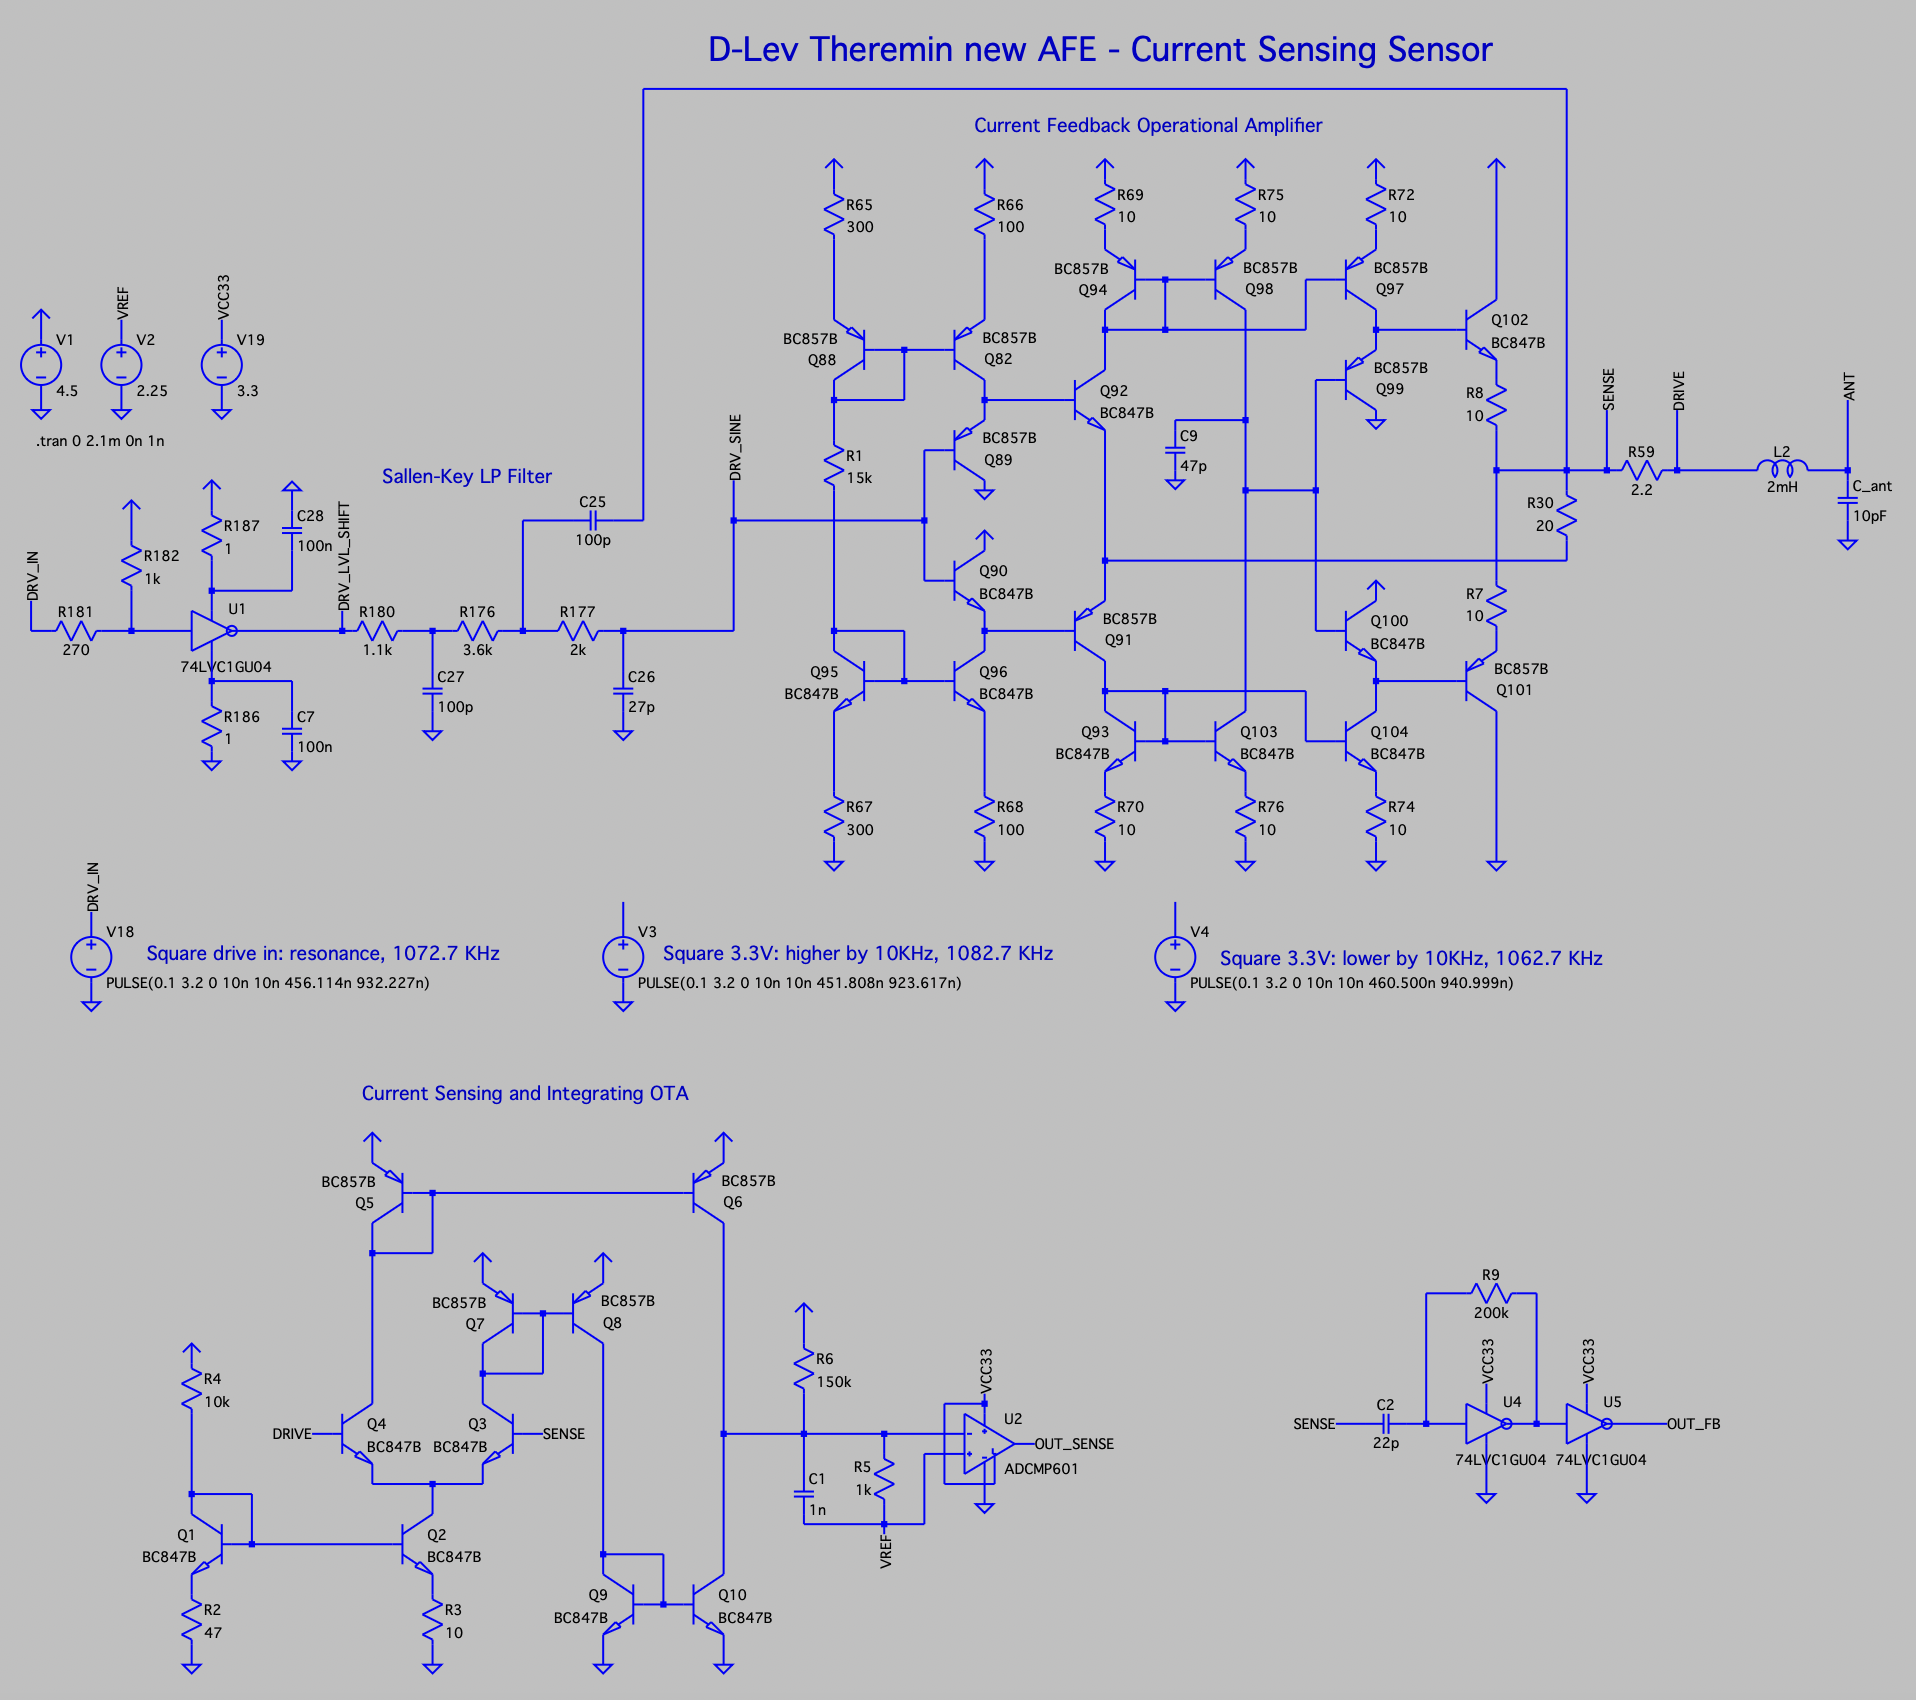 D-Lev Theremin new AFE - Current Sensing Sensor
Current Feedback Operational Amplifier
R65
300
R66
100
R69
10
R75
10
R72
10
BC857B
Q94
BC857B
Q98
BC857B
Q97
BC857B
Q88
BC857B
Q82
Q102
BC847B
BC857B
Q99
Q92
BC847B
R8
10
V1
4.5
VREF
V2
2.25
VCC33
V19
3.3
.tran 0 2.1m 0n 1n
Sallen-Key LP Filter
DRV_SINE
BC857B
Q89
R1
15k
C9
47p
SENSE
R59
2.2
DRIVE
L2
2mH
ANT
C_ant
10pF
R30
20
R187
1
C28
100n
DRV_LVL_SHIFT
C25
100p
R182
1k
DRV_IN
R181
270
U1
74LVC1GU04
R180
1.1k
R176
3.6k
R177
2k
C27
100p
C26
27p
R186
1
C7
100n
Q90
BC847B
BC857B
Q91
Q100
BC847B
R7
10
BC857B
Q101
Q95
BC847B
Q96
BC847B
Q93
BC847B
Q103
BC847B
Q104
BC847B
R67
300
R68
100
R70
10
R76
10
R74
10
DRV_IN
V18
Square drive in: resonance, 1072.7 KHz
PULSE(0.1 3.2 0 10n 10n 456.114n 932.227n)
V3
Square 3.3V: higher by 10KHz, 1082.7 KHz
PULSE(0.1 3.2 0 10n 10n 451.808n 923.617n)
V4
Square 3.3V: lower by 10KHz, 1062.7 KHz
PULSE(0.1 3.2 0 10n 10n 460.500n 940.999n)
Current Sensing and Integrating OTA
BC857B
Q5
BC857B
Q6
BC857B
Q7
BC857B
Q8
R4
10k
R6
150k
DRIVE
Q4
BC847B
Q3
BC847B
SENSE
VCC33
U2
OUT_SENSE
ADCMP601
C1
1n
R5
1k
VREF
Q1
BC847B
Q2
BC847B
R2
47
R3
10
Q9
BC847B
Q10
BC847B
R9
200k
SENSE
C2
22p
VCC33
U4
74LVC1GU04
VCC33
U5
74LVC1GU04
OUT_FB